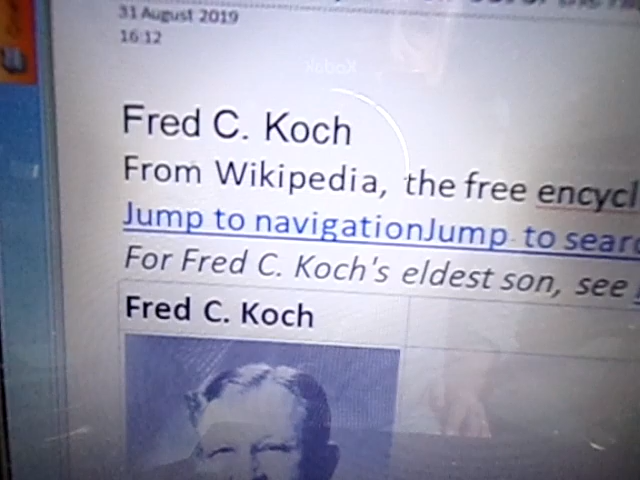 31 August 2019
16:12
Fred C. Koch
From Wikipedia, the free encycl
Jump to navigationJump to searc
For Fred C. Koch's eldest son, see
Fred C. Koch